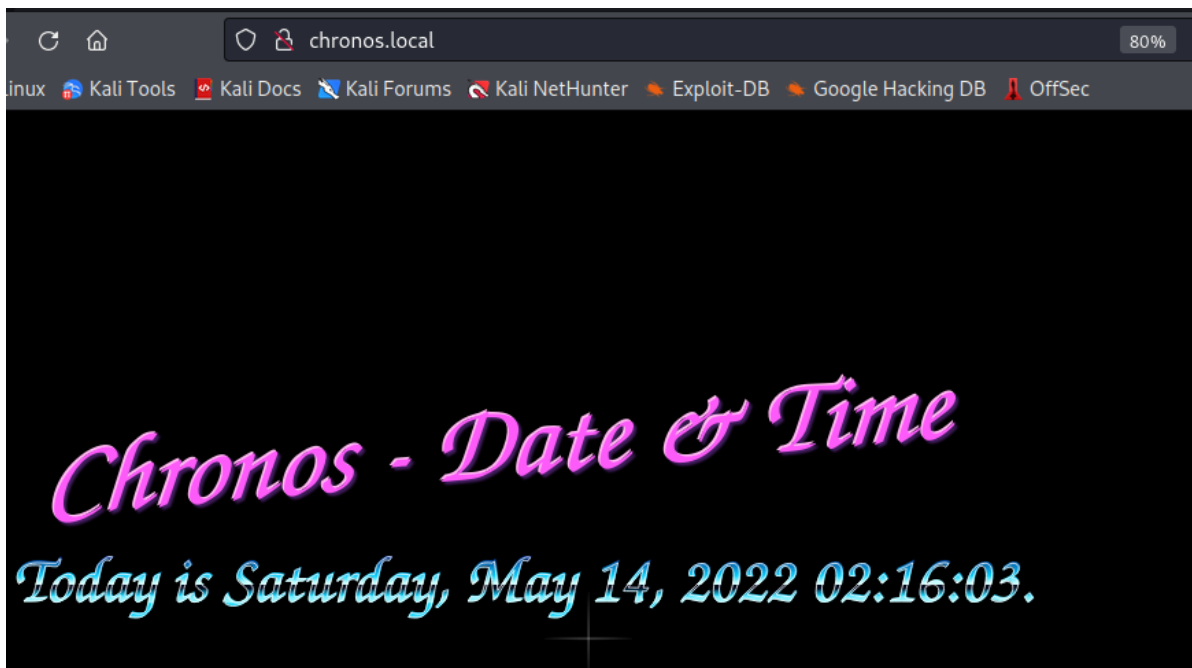 chronos.local
80%
inux Kali Tools Kali Docs Kali Forums Kali NetHunter Exploit-DB Google Hacking DB OffSec
Chronos - Date & Time
Today is Saturday, May 14, 2022 02:16:03.